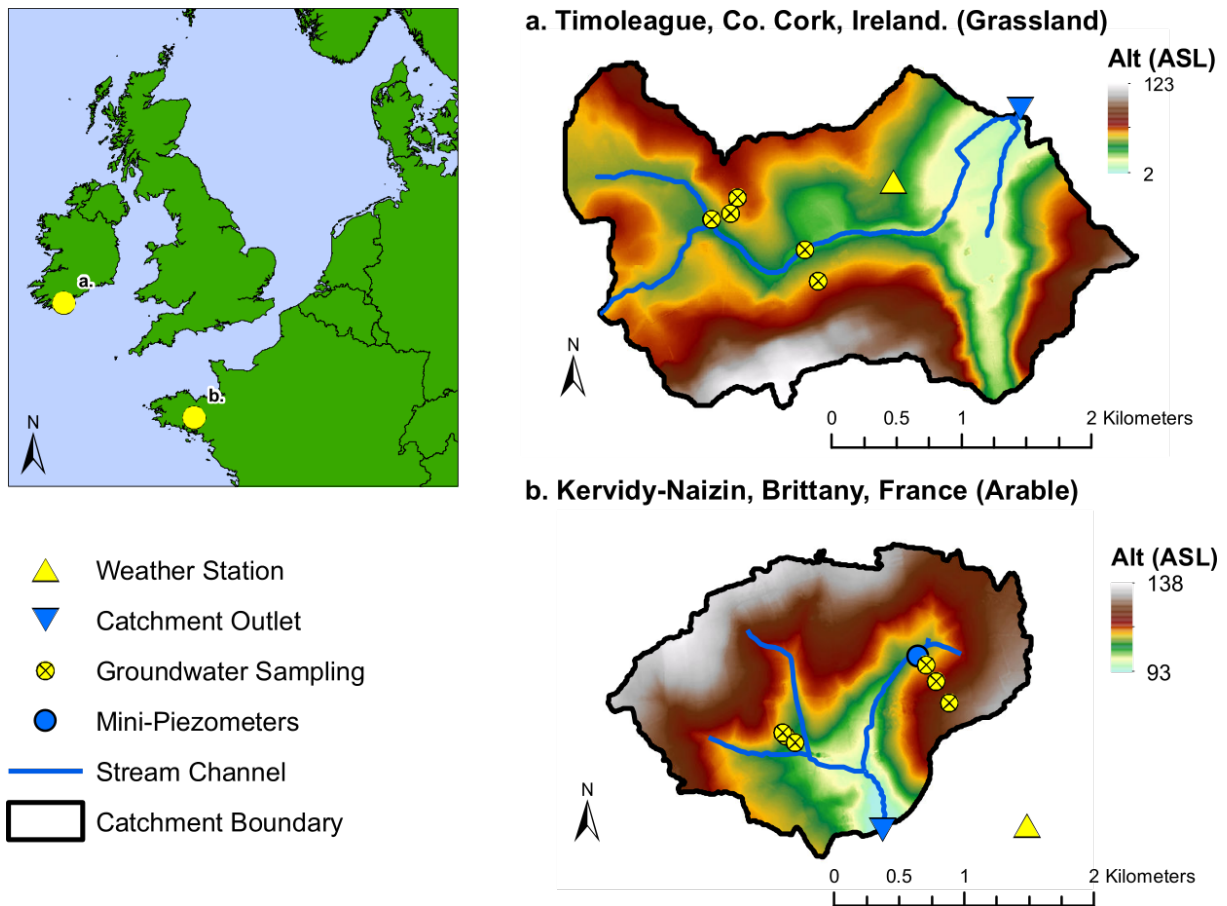 a.
b.
N
a. Timoleague, Co. Cork, Ireland. (Grassland)
Alt (ASL)
123
2
N
0 0.5 1 2 Kilometers
b. Kervidy-Naizin, Brittany, France (Arable)
Alt (ASL)
138
93
N
0 0.5 1 2 Kilometers
Weather Station
Catchment Outlet
Groundwater Sampling
Mini-Piezometers
Stream Channel
Catchment Boundary